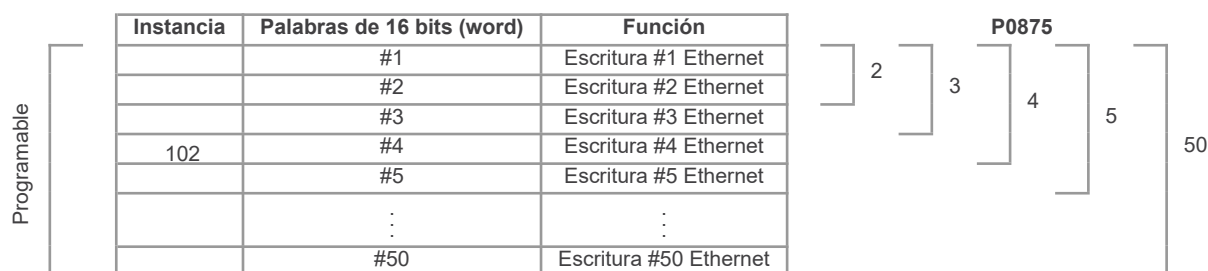 Instancia Palabras de 16 bits (word) Función P0875
#1 Escritura #1 Ethernet
2
#2 Escritura #2 Ethernet
3
#3 Escritura #3 Ethernet
4
102
#4 Escritura #4 Ethernet
5
#5 Escritura #5 Ethernet
50
Programable
: :
#50 Escritura #50 Ethernet